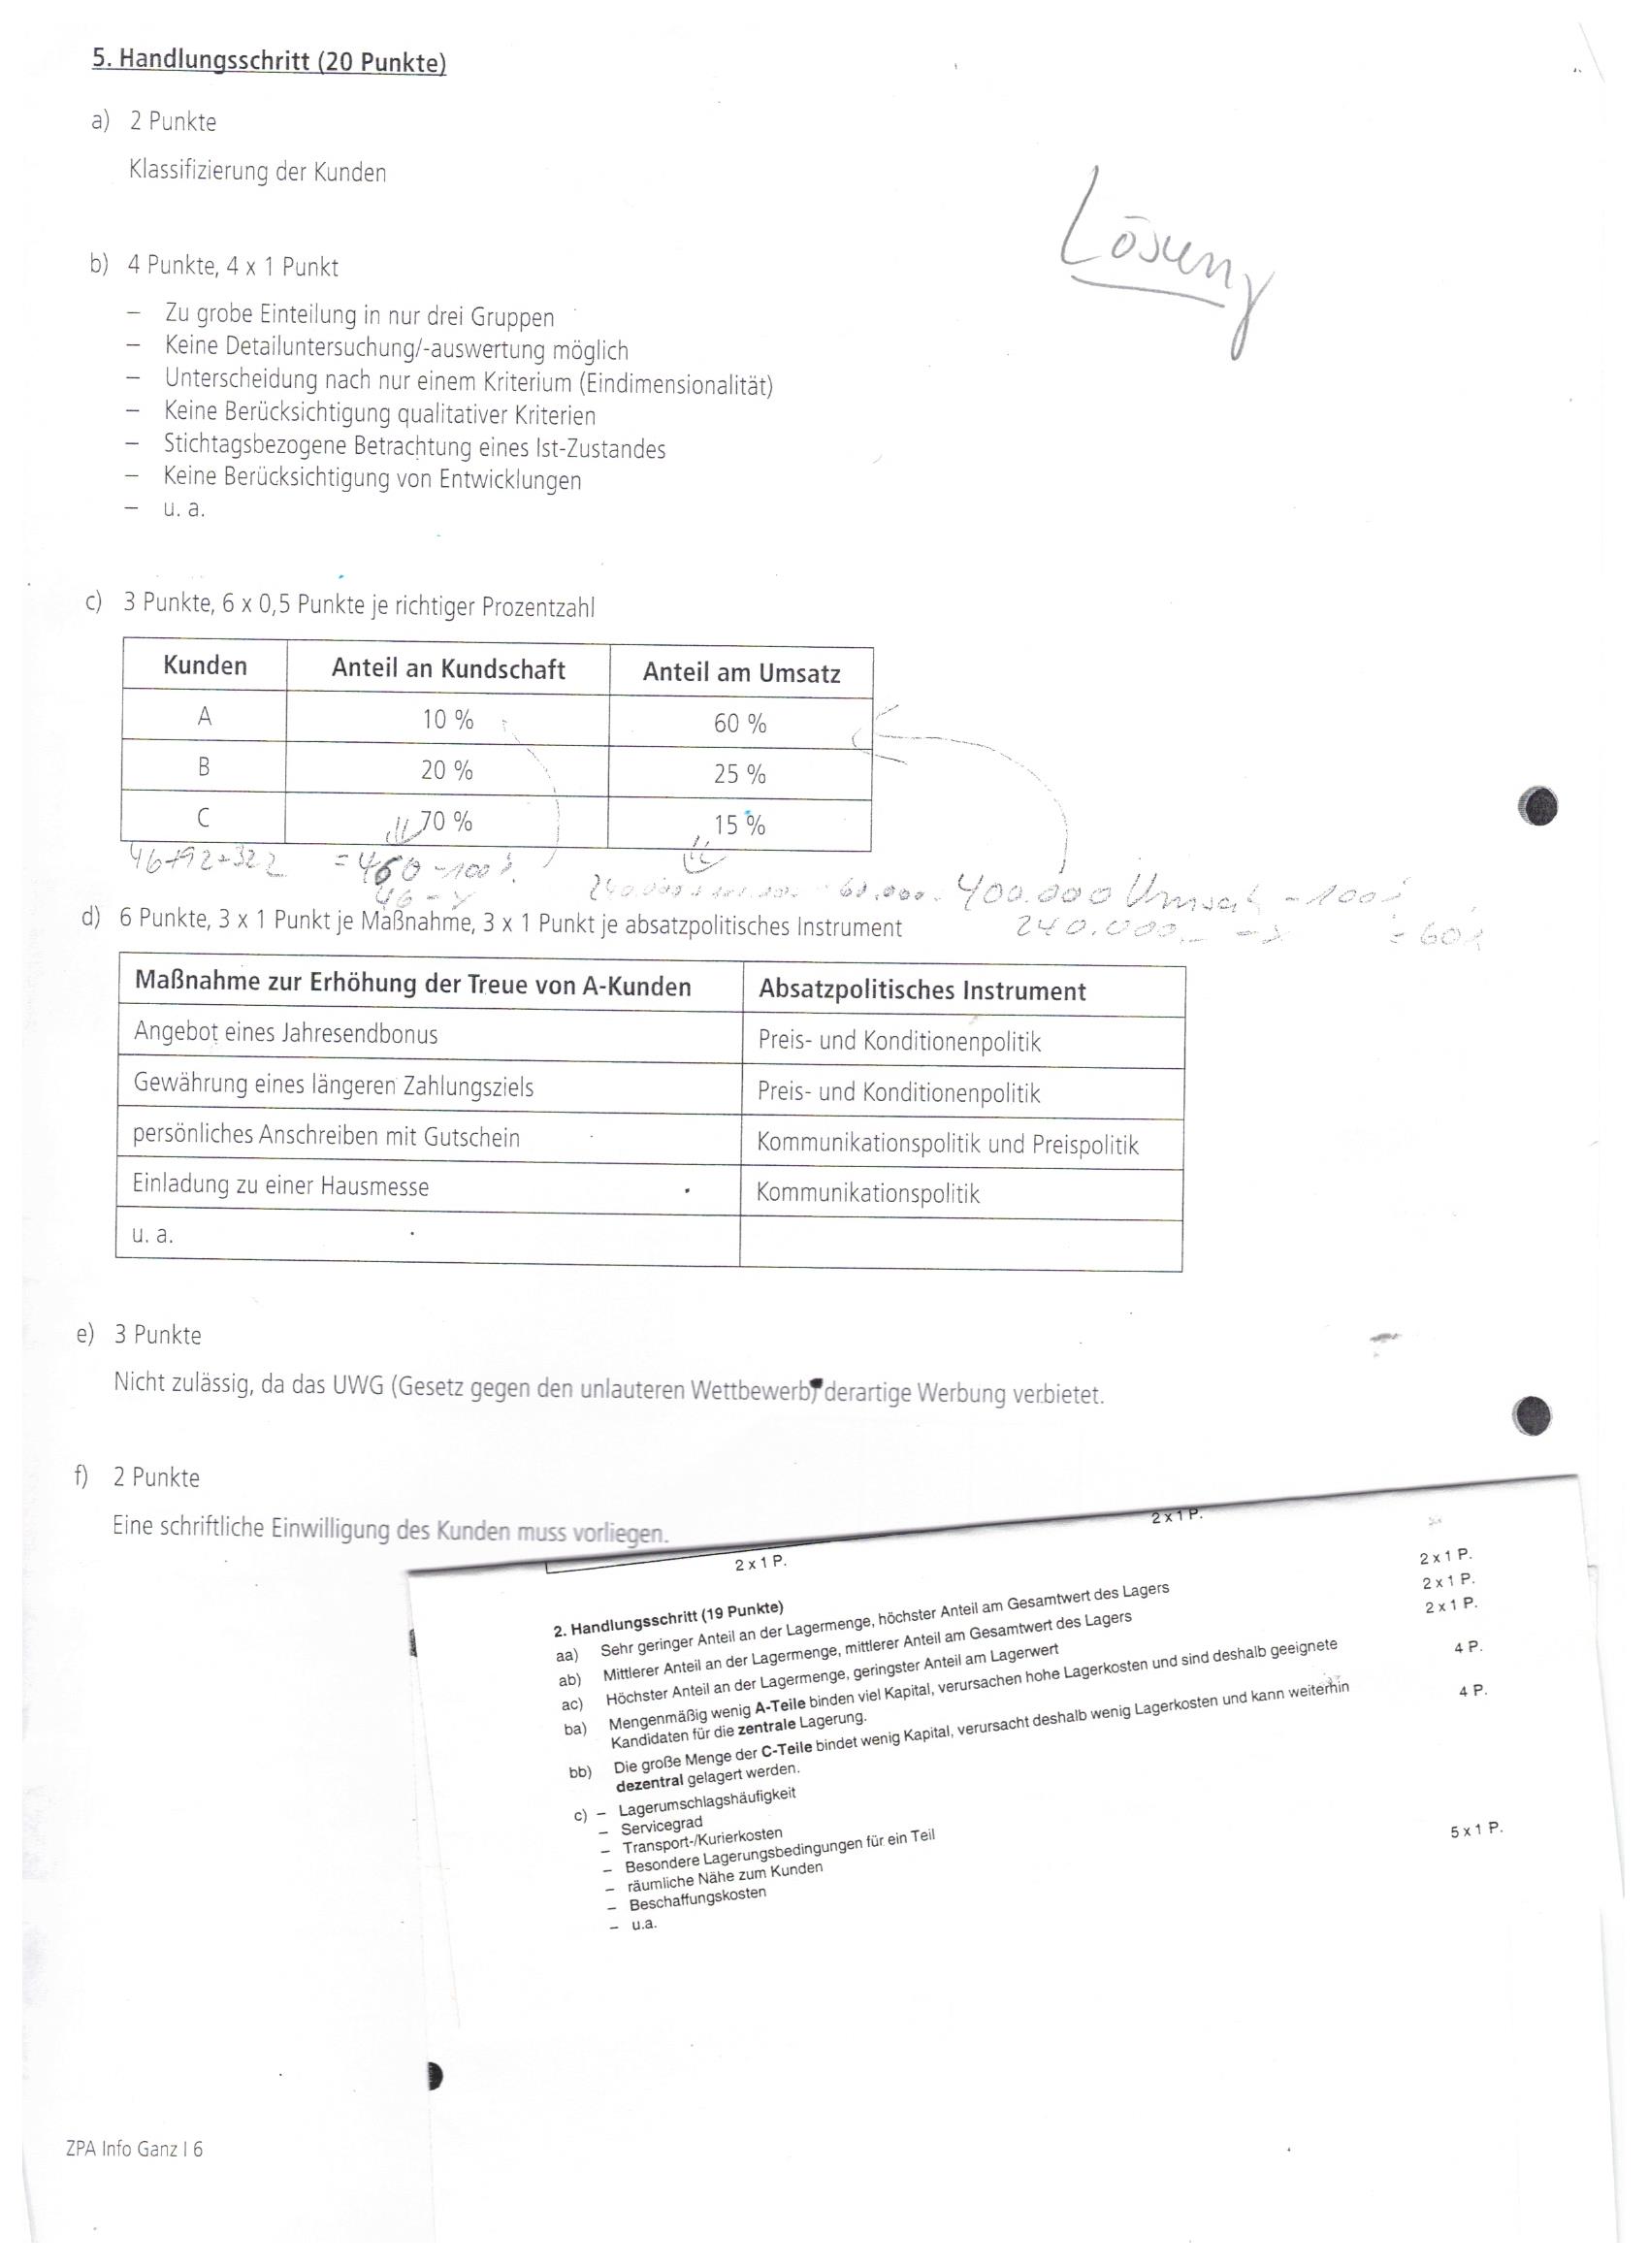 5. Handlungsschritt (20 Punkte)
a) 2 Punkte
Klassifizierung der Kunden
Lösung
b) 4 Punkte, 4 x 1 Punkt
– Zu grobe Einteilung in nur drei Gruppen
– Keine Detailuntersuchung/-auswertung möglich
– Unterscheidung nach nur einem Kriterium (Eindimensionalität)
– Keine Berücksichtigung qualitativer Kriterien
– Stichtagsbezogene Betrachtung eines Ist-Zustandes
– Keine Berücksichtigung von Entwicklungen
– u. a.
c) 3 Punkte, 6 x 0,5 Punkte je richtiger Prozentzahl
Kunden Anteil an Kundschaft Anteil am Umsatz
A 10 % 60 %
B 20 % 25 %
C 70 % 15 %
46+92+322 = 460 - 100 %
46 - x
240.000 60.000 400.000 Umsatz - 100 %
240.000 - x = 60%
d) 6 Punkte, 3 x 1 Punkt je Maßnahme, 3 x 1 Punkt je absatzpolitisches Instrument
Maßnahme zur Erhöhung der Treue von A-Kunden Absatzpolitisches Instrument
Angebot eines Jahresendbonus Preis- und Konditionenpolitik
Gewährung eines längeren Zahlungsziels Preis- und Konditionenpolitik
persönliches Anschreiben mit Gutschein Kommunikationspolitik und Preispolitik
Einladung zu einer Hausmesse Kommunikationspolitik
u. a.
e) 3 Punkte
Nicht zulässig, da das UWG (Gesetz gegen den unlauteren Wettbewerb) derartige Werbung verbietet.
f) 2 Punkte
Eine schriftliche Einwilligung des Kunden muss vorliegen.
2 x 1 P.
2 x 1 P.
2. Handlungsschritt (19 Punkte)
aa) Sehr geringer Anteil an der Lagermenge, höchster Anteil am Gesamtwert des Lagers 2 x 1 P.
ab) Mittlerer Anteil an der Lagermenge, mittlerer Anteil am Gesamtwert des Lagers 2 x 1 P.
ac) Höchster Anteil an der Lagermenge, geringster Anteil am Lagerwert 2 x 1 P.
ba) Mengenmäßig wenig A-Teile binden viel Kapital, verursachen hohe Lagerkosten und sind deshalb geeignete 4 P.
Kandidaten für die zentrale Lagerung.
bb) Die große Menge der C-Teile bindet wenig Kapital, verursacht deshalb wenig Lagerkosten und kann weiterhin 4 P.
dezentral gelagert werden.
c) – Lagerumschlagshäufigkeit
– Servicegrad
– Transport-/Kurierkosten
– Besondere Lagerungsbedingungen für ein Teil 5 x 1 P.
– räumliche Nähe zum Kunden
– Beschaffungskosten
– u.a.
ZPA Info Ganz I 6